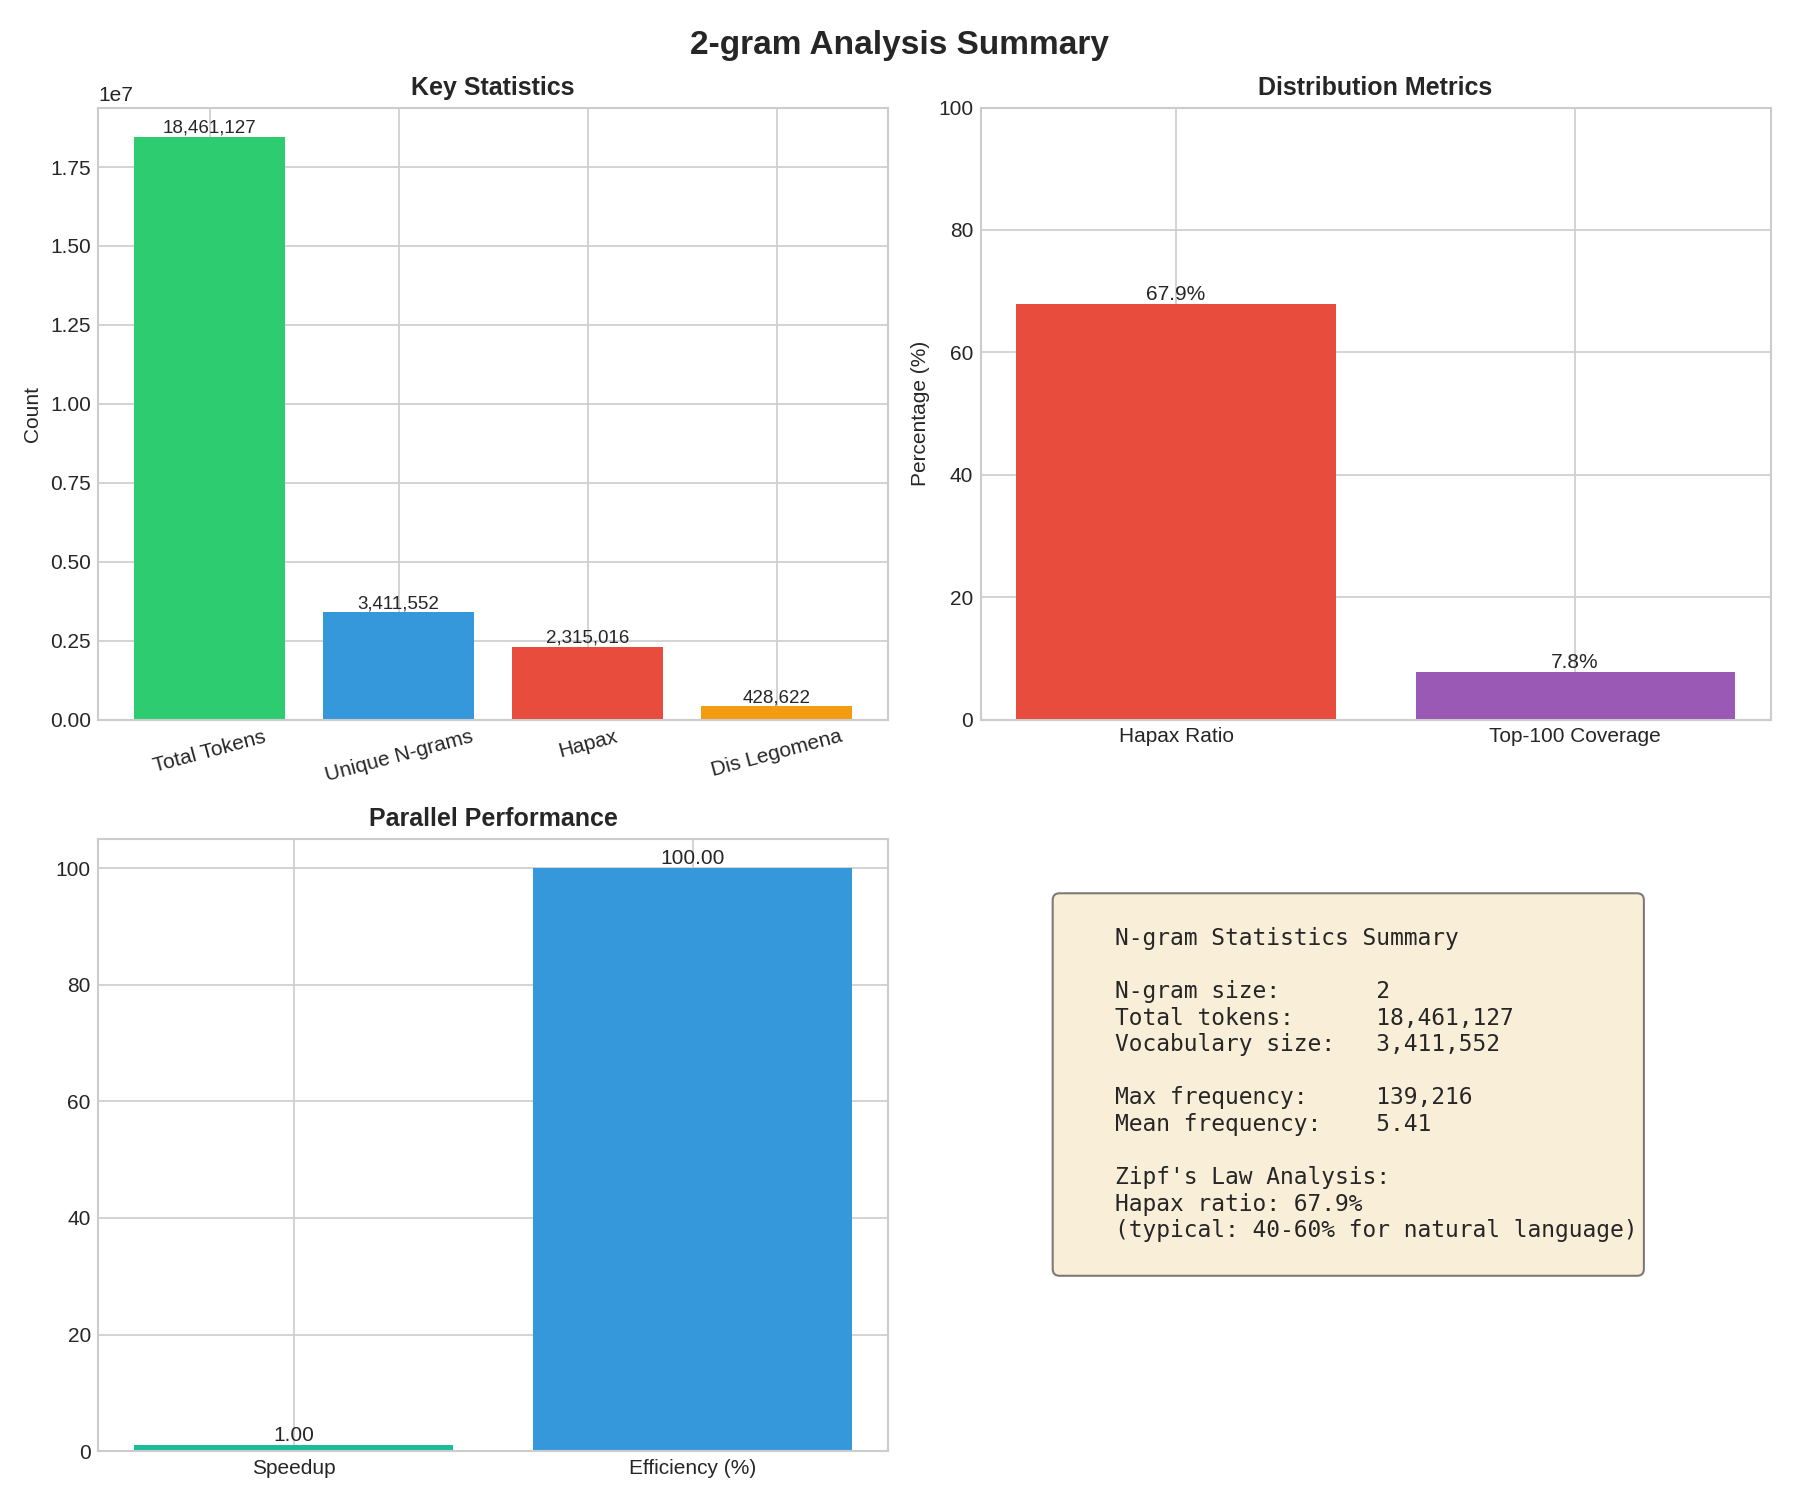 2-gram Analysis Summary
Key Statistics
1e7
Count
1.75
1.50
1.25
1.00
0.75
0.50
0.25
0.00
18,461,127
3,411,552
2,315,016
428,622
Total Tokens
Unique N-grams
Hapax
Dis Legomena
Distribution Metrics
Percentage (%)
100
80
60
40
20
0
67.9%
7.8%
Hapax Ratio
Top-100 Coverage
Parallel Performance
100
80
60
40
20
0
1.00
100.00
Speedup
Efficiency (%)
N-gram Statistics Summary
N-gram size: 2
Total tokens: 18,461,127
Vocabulary size: 3,411,552
Max frequency: 139,216
Mean frequency: 5.41
Zipf's Law Analysis:
Hapax ratio: 67.9%
(typical: 40-60% for natural language)